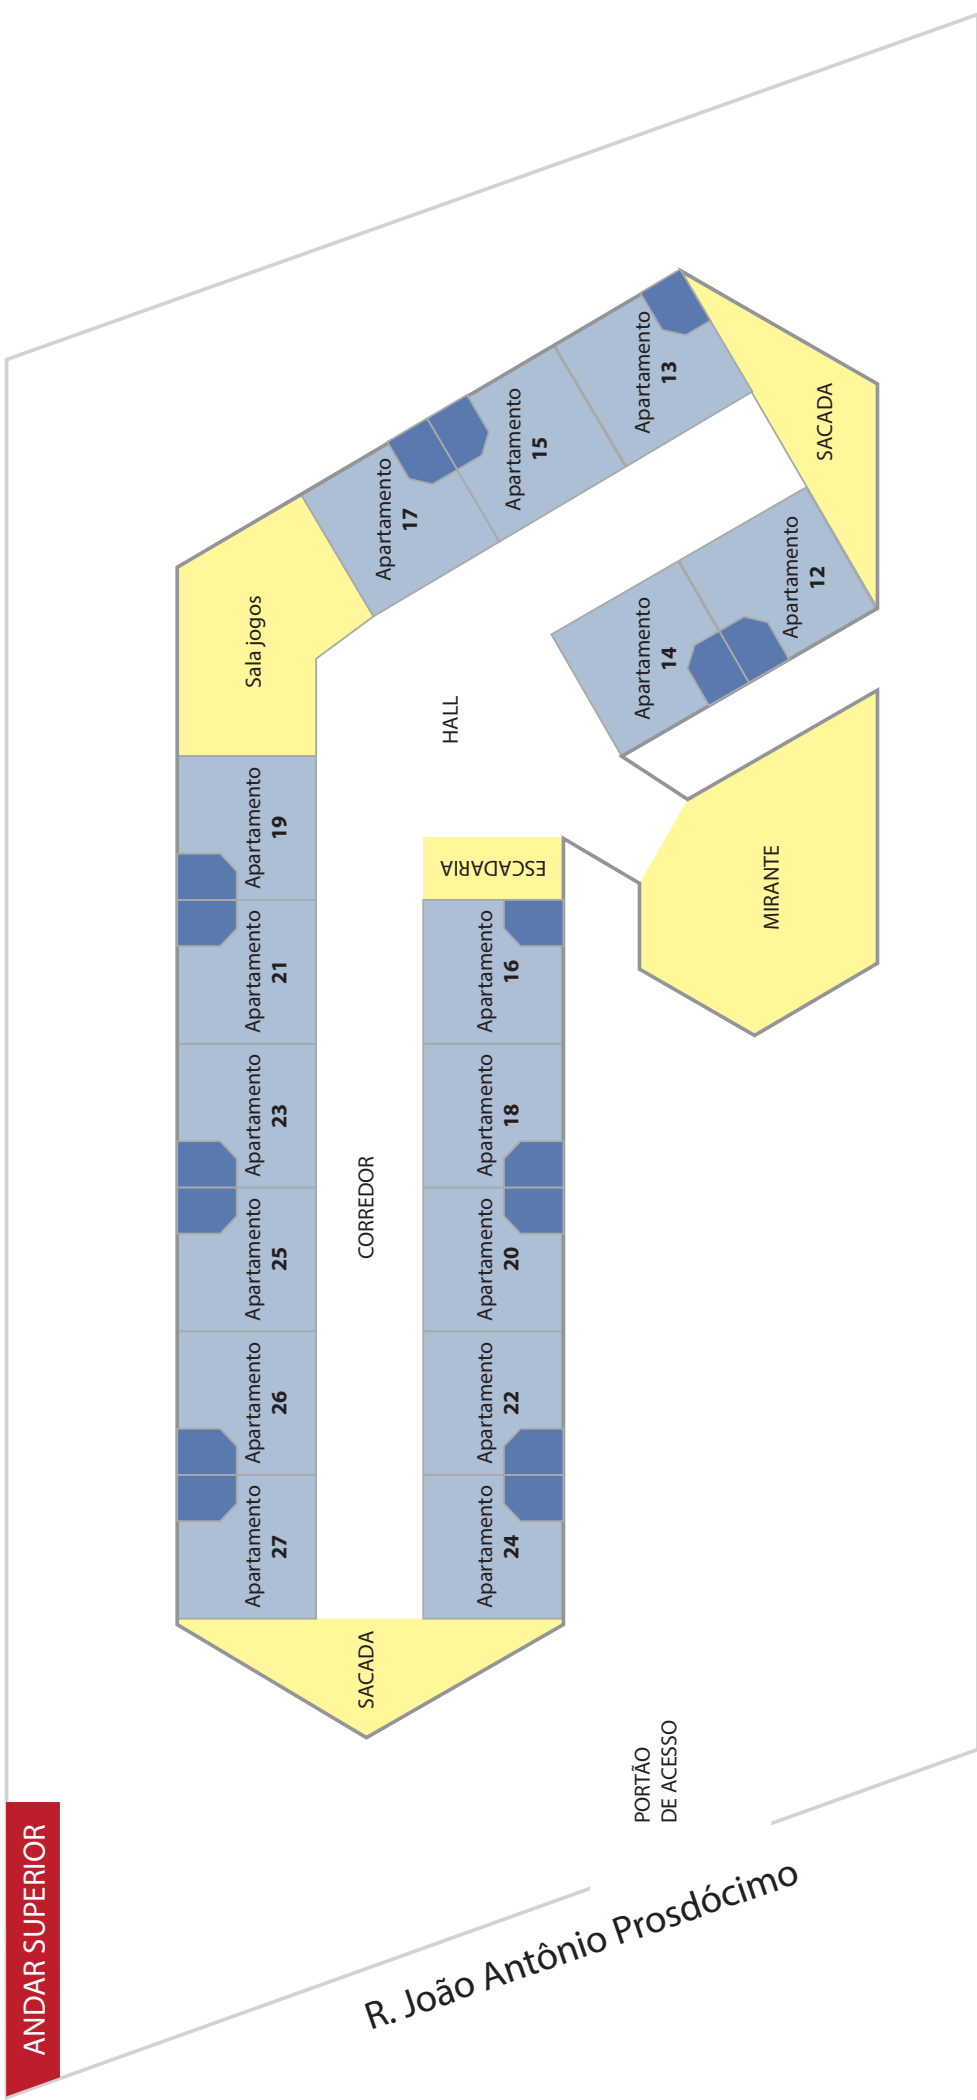 ANDAR SUPERIOR
Apartamento
27
Apartamento
26
Apartamento
25
Apartamento
23
Apartamento
21
Apartamento
19
Sala jogos
Apartamento
17
Apartamento
15
Apartamento
13
SACADA
CORREDOR
HALL
Apartamento
24
Apartamento
22
Apartamento
20
Apartamento
18
Apartamento
16
ESCADARIA
Apartamento
14
Apartamento
12
SACADA
MIRANTE
PORTÃO
DE ACESSO
R. João Antônio Prosdócimo